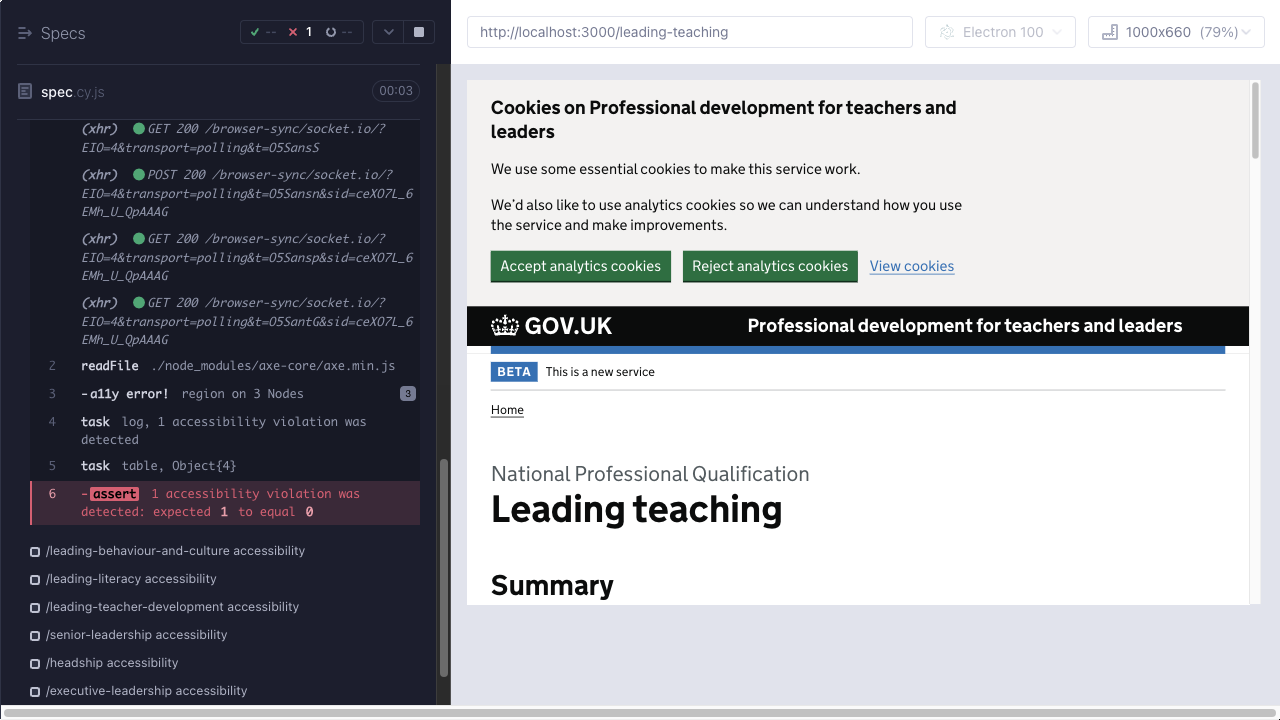 Specs
-- 1 --
spec.cy.js 00:03
(xhr) GET 200 /browser-sync/socket.io/?
EIO=4&transport=polling&t=O5SansS
(xhr) POST 200 /browser-sync/socket.io/?
EIO=4&transport=polling&t=O5Sansn&sid=ceXO7L_6
EMh_U_QpAAAG
(xhr) GET 200 /browser-sync/socket.io/?
EIO=4&transport=polling&t=O5Sansp&sid=ceXO7L_6
EMh_U_QpAAAG
(xhr) GET 200 /browser-sync/socket.io/?
EIO=4&transport=polling&t=O5SantG&sid=ceXO7L_6
EMh_U_QpAAAG
2 readFile ./node_modules/axe-core/axe.min.js
3 -a11y error! region on 3 Nodes 3
4 task log, 1 accessibility violation was
detected
5 task table, Object{4}
6 -assert 1 accessibility violation was
detected: expected 1 to equal 0
/leading-behaviour-and-culture accessibility
/leading-literacy accessibility
/leading-teacher-development accessibility
/senior-leadership accessibility
/headship accessibility
/executive-leadership accessibility
http://localhost:3000/leading-teaching
Electron 100
1000x660 (79%)
Cookies on Professional development for teachers and
leaders
We use some essential cookies to make this service work.
We’d also like to use analytics cookies so we can understand how you use
the service and make improvements.
Accept analytics cookies Reject analytics cookies View cookies
GOV.UK Professional development for teachers and leaders
BETA This is a new service
Home
National Professional Qualification
Leading teaching
Summary